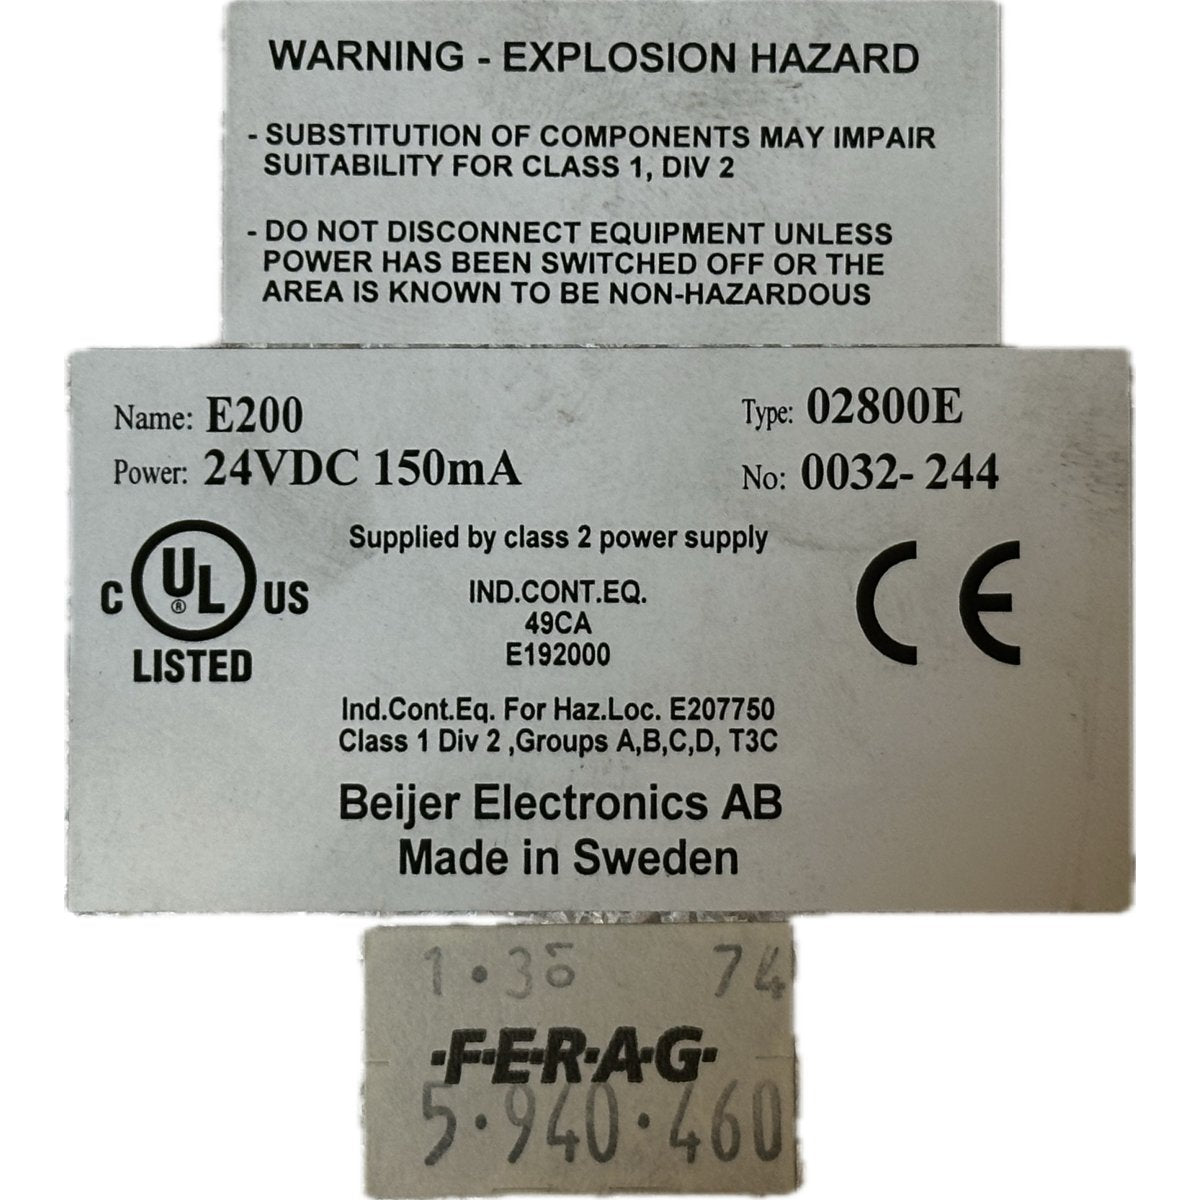 WARNING - EXPLOSION HAZARD
- SUBSTITUTION OF COMPONENTS MAY IMPAIR
SUITABILITY FOR CLASS 1, DIV 2
- DO NOT DISCONNECT EQUIPMENT UNLESS
POWER HAS BEEN SWITCHED OFF OR THE
AREA IS KNOWN TO BE NON-HAZARDOUS
Name: E200
Type: 02800E
Power: 24VDC 150mA
No: 0032- 244
Supplied by class 2 power supply
C UL ® US
LISTED
IND.CONT.EQ.
49CA
E192000
CE
Ind.Cont.Eq. For Haz.Loc. E207750
Class 1 Div 2 ,Groups A,B,C,D, T3C
Beijer Electronics AB
Made in Sweden
1·35 74
·F·E·R·A·G·
5·940·460